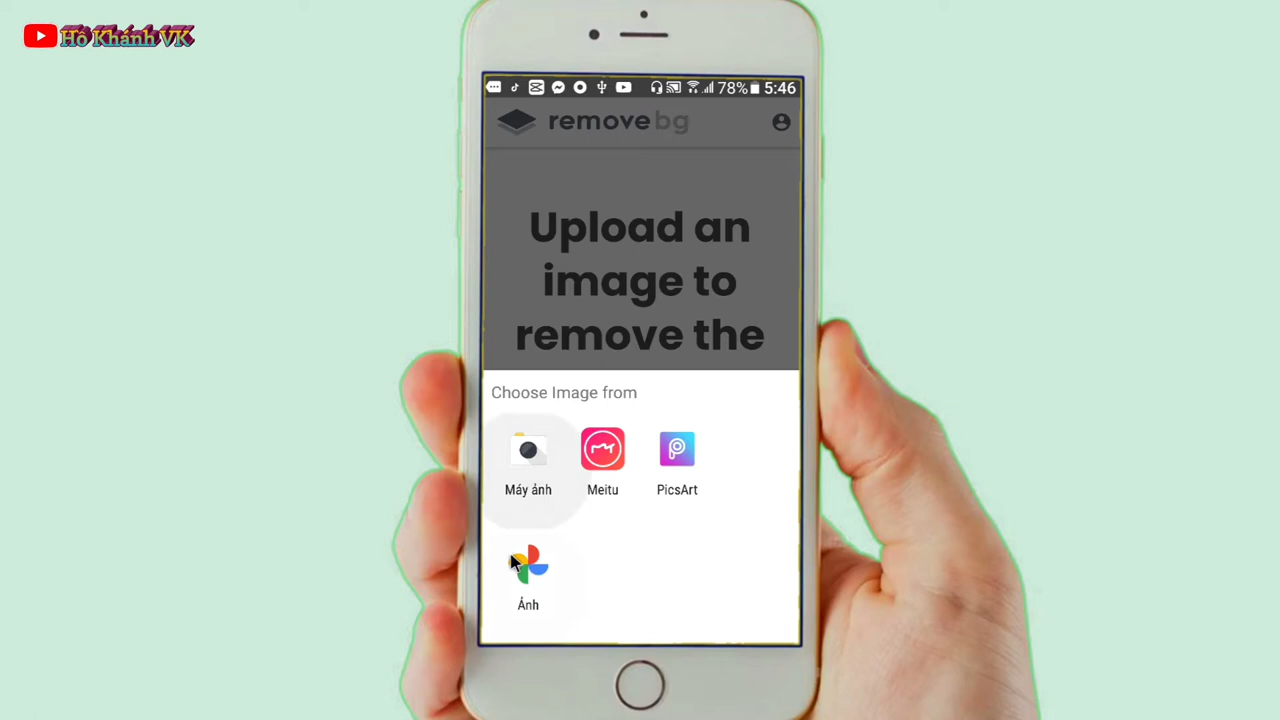 Hồ Khánh VK
78% 5:46
remove bg
Upload an
image to
remove the
Choose Image from
Máy ảnh
Meitu
PicsArt
Ảnh